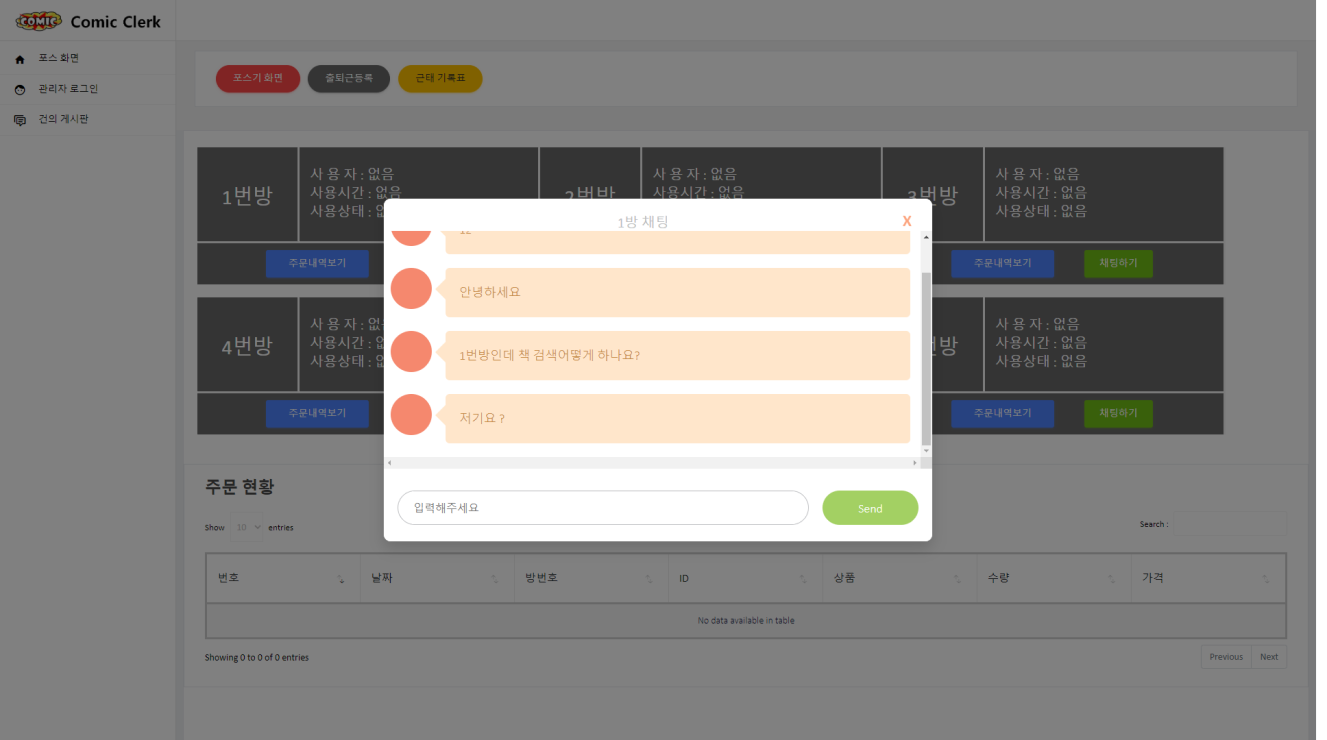 COMIC Comic Clerk
포스 화면
관리자 로그인
건의 게시판
포스기 화면 출퇴근등록 근태 기록표
1번방
사 용 자 : 없음
사용시간 : 없음
사용상태 :
2번방
사 용 자 : 없음
사용시간 : 없음
3번방
사 용 자 : 없음
사용시간 : 없음
사용상태 : 없음
주문내역보기
주문내역보기 채팅하기
1방 채팅 X
12
안녕하세요
1번방인데 책 검색어떻게 하나요?
저기요 ?
입력해주세요 Send
4번방
사 용 자 :
사용시간 :
사용상태 :
번방
사 용 자 : 없음
사용시간 : 없음
사용상태 : 없음
주문내역보기
주문내역보기 채팅하기
주문 현황
Show 10 entries Search :
번호 날짜 방번호 ID 상품 수량 가격
No data available in table
Showing 0 to 0 of 0 entries Previous Next